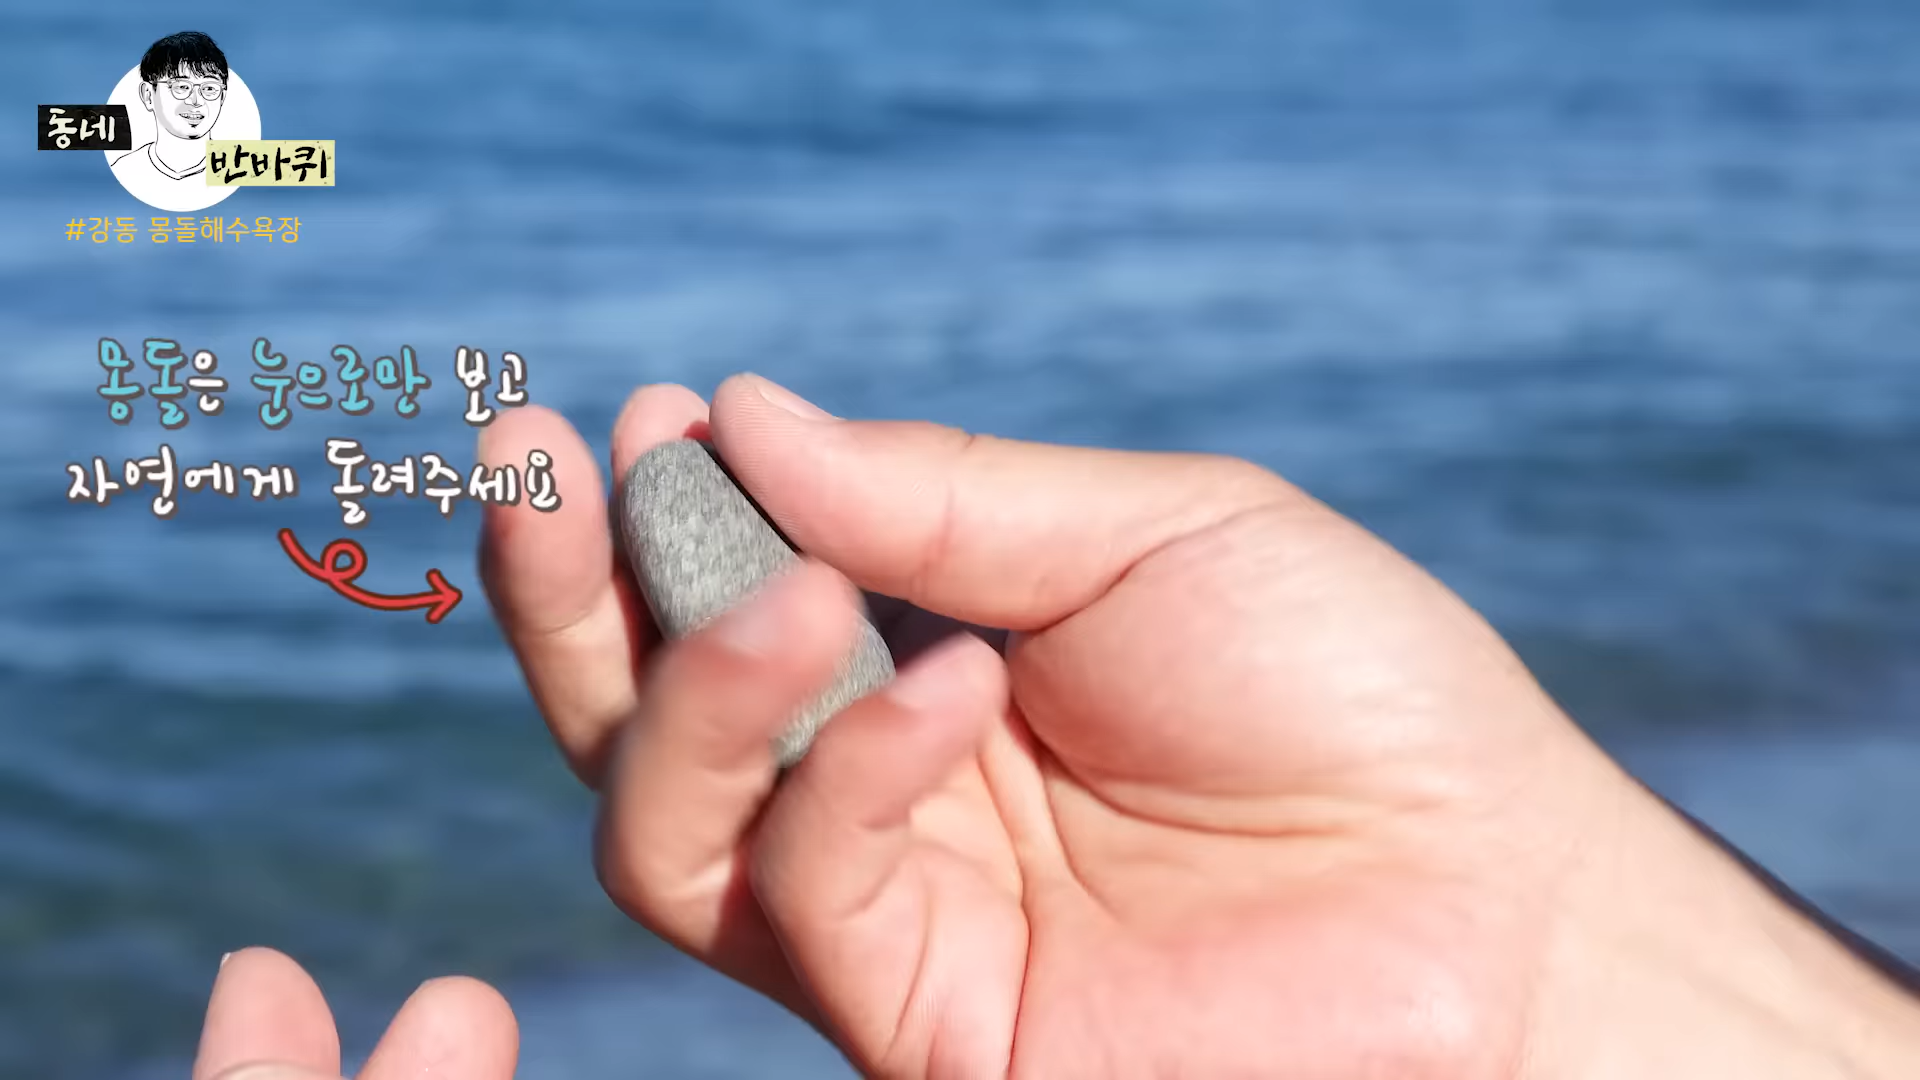 동네
반바퀴
#강동 몽돌해수욕장
몽돌은 눈으로만 보고
자연에게 돌려주세요